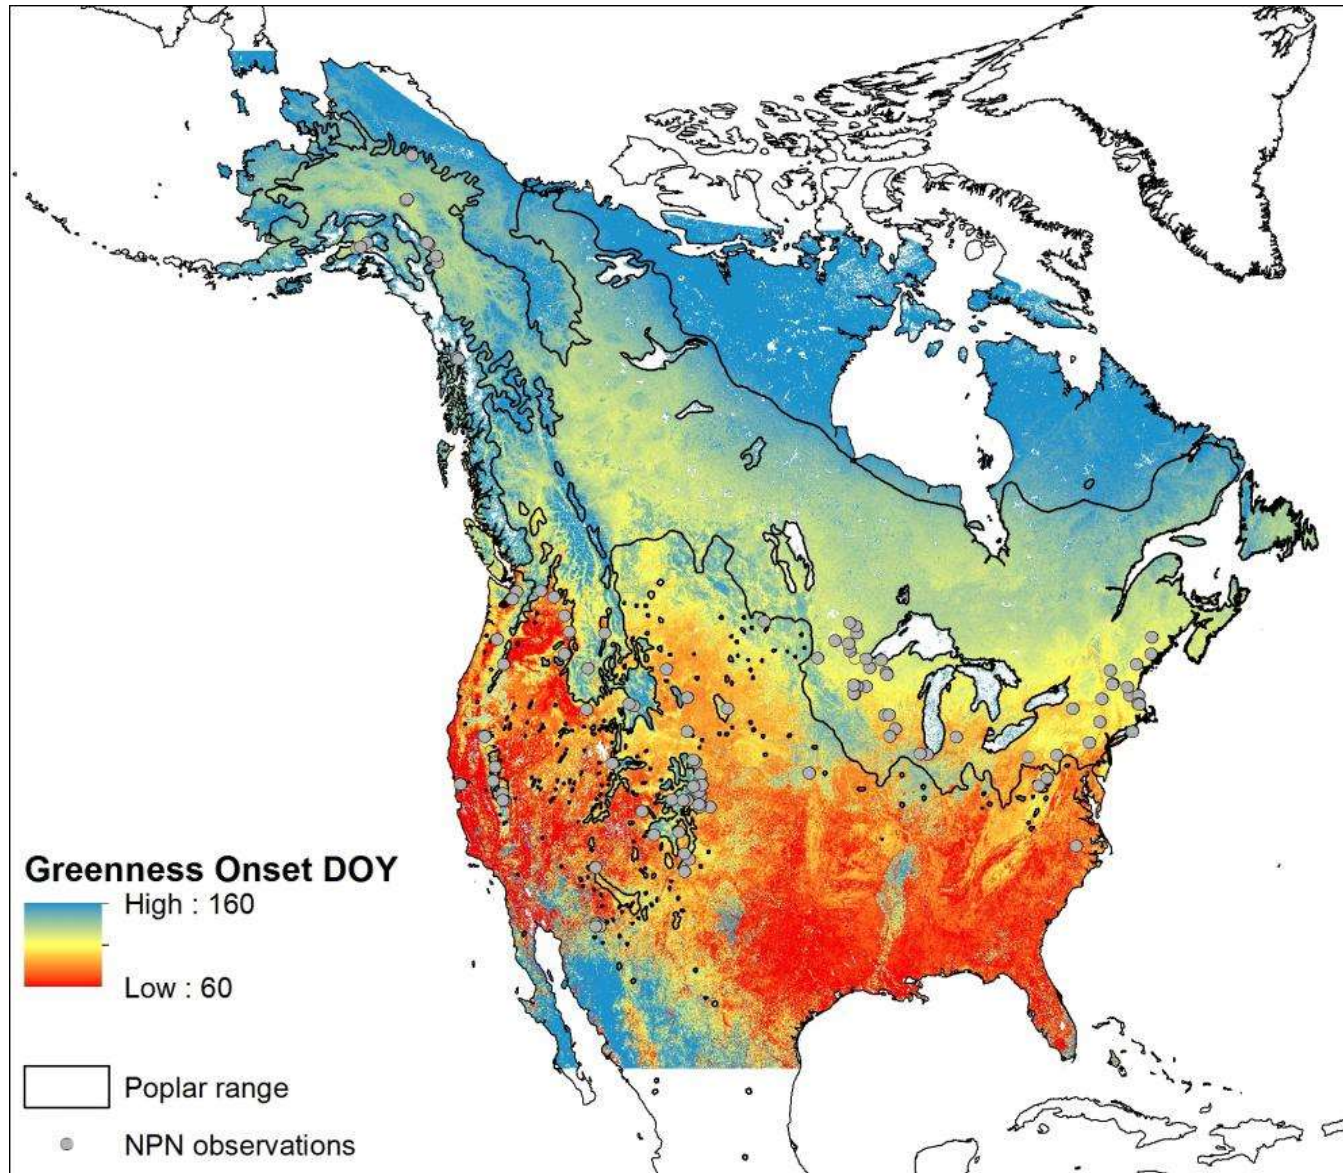 Greenness Onset DOY
High : 160
Low : 60
Poplar range
NPN observations